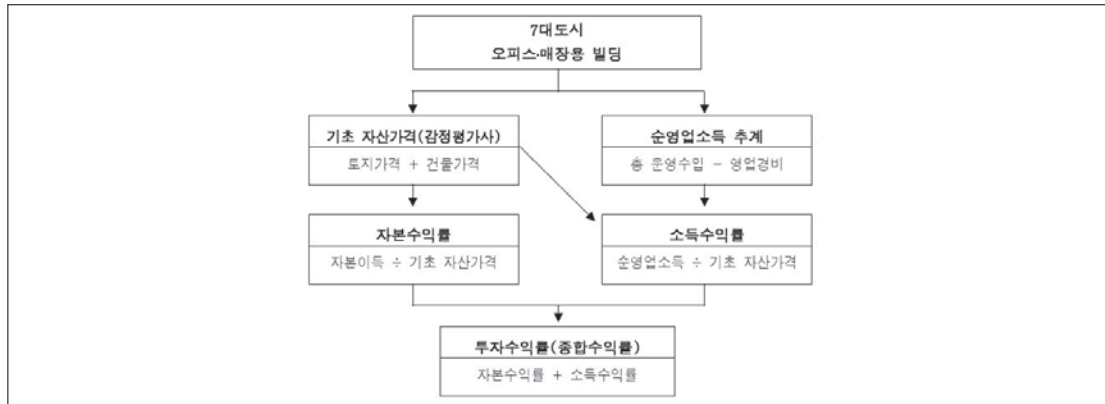 7대도시
오피스·매장용 빌딩
기초 자산가격(감정평가사)
토지가격 + 건물가격
순영업소득 추계
총 운영수입 - 영업경비
자본수익률
자본이득 ÷ 기초 자산가격
소득수익률
순영업소득 ÷ 기초 자산가격
투자수익률(종합수익률)
자본수익률 + 소득수익률